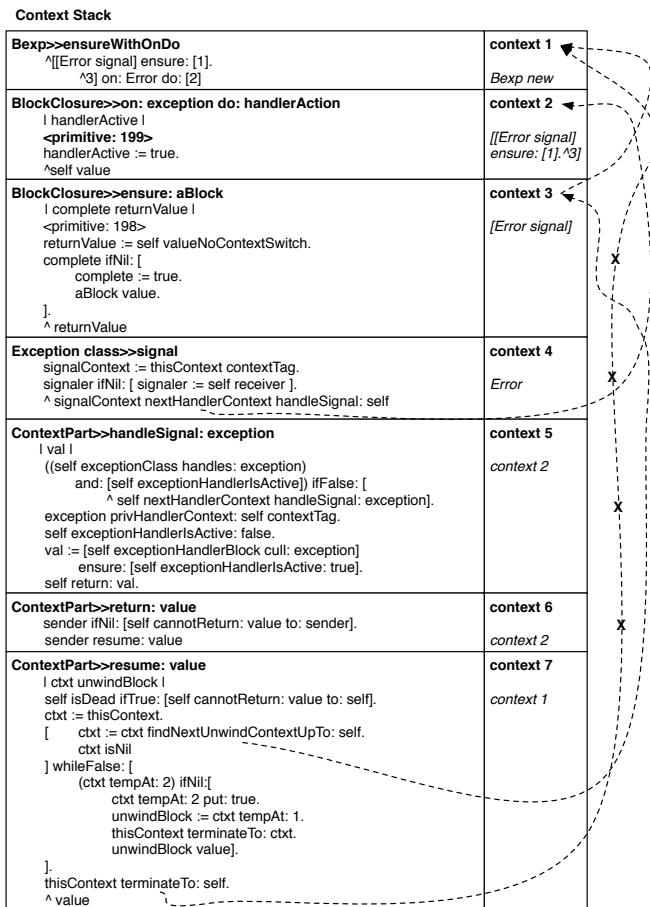 Context Stack
Bexp>>ensureWithOnDo
^[[Error signal] ensure: [1].
^3] on: Error do: [2]
context 1
Bexp new
BlockClosure>>on: exception do: handlerAction
| handlerActive |
<primitive: 199>
handlerActive := true.
^self value
context 2
[[Error signal]
ensure: [1].^3]
BlockClosure>>ensure: aBlock
| complete returnValue |
<primitive: 198>
returnValue := self valueNoContextSwitch.
complete ifNil: [
complete := true.
aBlock value.
].
^ returnValue
context 3
[Error signal]
X
Exception class>>signal
signalContext := thisContext contextTag.
signaler ifNil: [ signaler := self receiver ].
^ signalContext nextHandlerContext handleSignal: self
context 4
Error
X
ContextPart>>handleSignal: exception
| val |
((self exceptionClass handles: exception)
and: [self exceptionHandlerIsActive]) ifFalse: [
^ self nextHandlerContext handleSignal: exception].
exception privHandlerContext: self contextTag.
self exceptionHandlerIsActive: false.
val := [self exceptionHandlerBlock cull: exception]
ensure: [self exceptionHandlerIsActive: true].
self return: val.
context 5
context 2
X
ContextPart>>return: value
sender ifNil: [self cannotReturn: value to: sender].
sender resume: value
context 6
context 2
X
ContextPart>>resume: value
| ctxt unwindBlock |
self isDead ifTrue: [self cannotReturn: value to: self].
ctxt := thisContext.
[ ctxt := ctxt findNextUnwindContextUpTo: self.
ctxt isNil
] whileFalse: [
(ctxt tempAt: 2) ifNil:[
ctxt tempAt: 2 put: true.
unwindBlock := ctxt tempAt: 1.
thisContext terminateTo: ctxt.
unwindBlock value].
].
thisContext terminateTo: self.
^ value
context 7
context 1